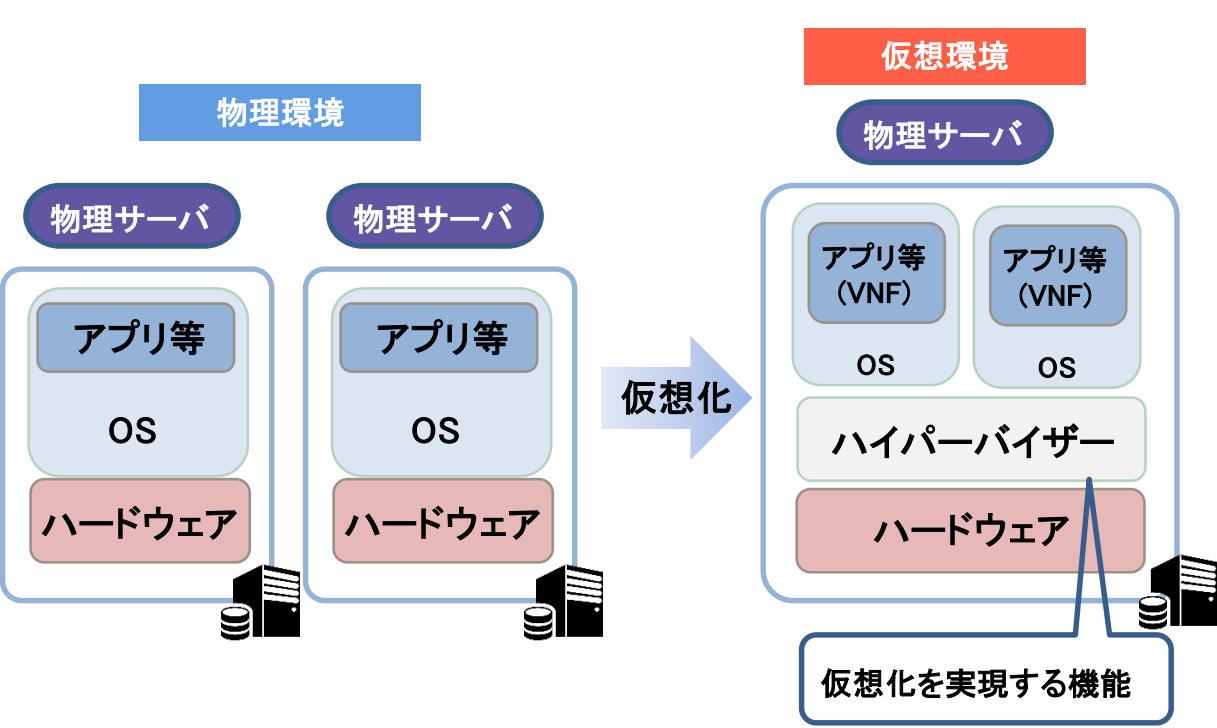 物理環境
物理サーバ
アプリ等
OS
ハードウェア
物理サーバ
アプリ等
OS
ハードウェア
仮想化
仮想環境
物理サーバ
アプリ等
(VNF)
OS
アプリ等
(VNF)
OS
ハイパーバイザー
ハードウェア
仮想化を実現する機能